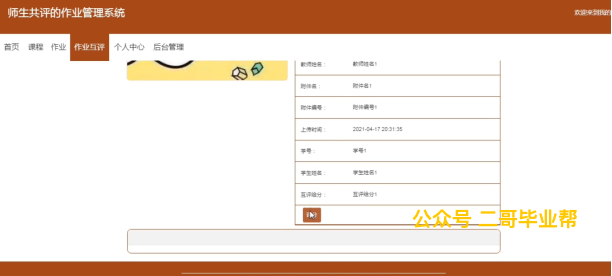 师生共评的作业管理系统
欢迎来到我的
首页 课程 作业 作业互评 个人中心 后台管理
教师姓名： 教师姓名1
附件名： 附件名1
附件编号： 附件编号1
上传时间： 2021-04-17 20:31:35
学号： 学号1
学生姓名： 学生姓名1
互评给分： 互评给分1
公众号 二哥毕业帮